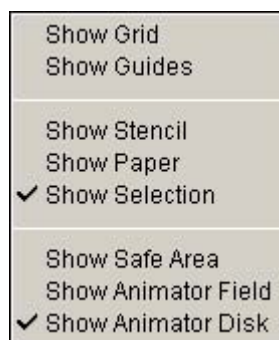 Show Grid
Show Guides
Show Stencil
Show Paper
Show Selection
Show Safe Area
Show Animator Field
Show Animator Disk